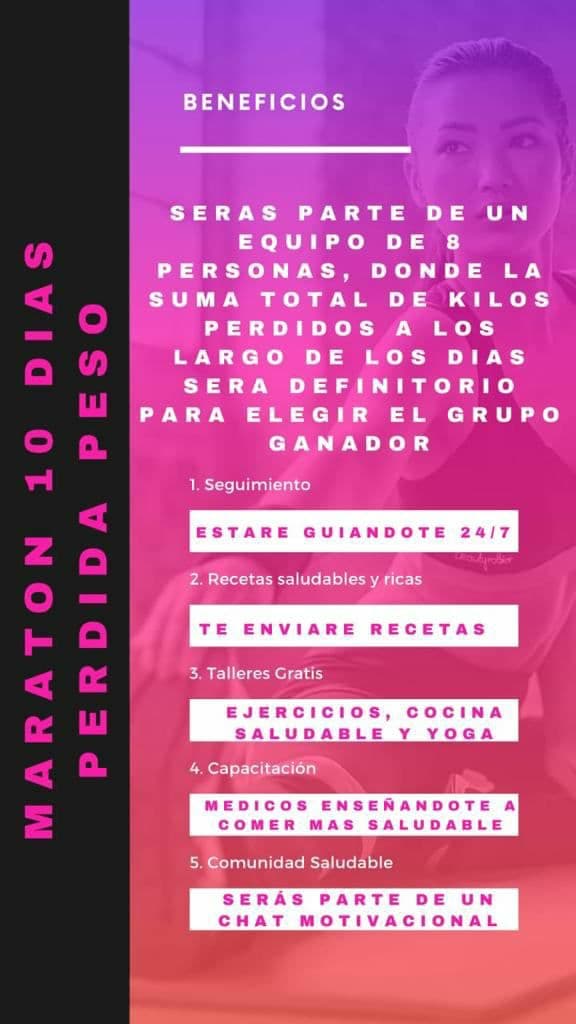 MARATON 10 DIAS
PERDIDA PESO
BENEFICIOS
SERAS PARTE DE UN
EQUIPO DE 8
PERSONAS, DONDE LA
SUMA TOTAL DE KILOS
PERDIDOS A LOS
LARGO DE LOS DIAS
SERA DEFINITORIO
PARA ELEGIR EL GRUPO
GANADOR
1. Seguimiento
ESTARE GUIANDOTE 24/7
2. Recetas saludables y ricas
TE ENVIARE RECETAS
3. Talleres Gratis
EJERCICIOS, COCINA
SALUDABLE Y YOGA
4. Capacitación
MEDICOS ENSEÑANDOTE A
COMER MAS SALUDABLE
5. Comunidad Saludable
SERÁS PARTE DE UN
CHAT MOTIVACIONAL